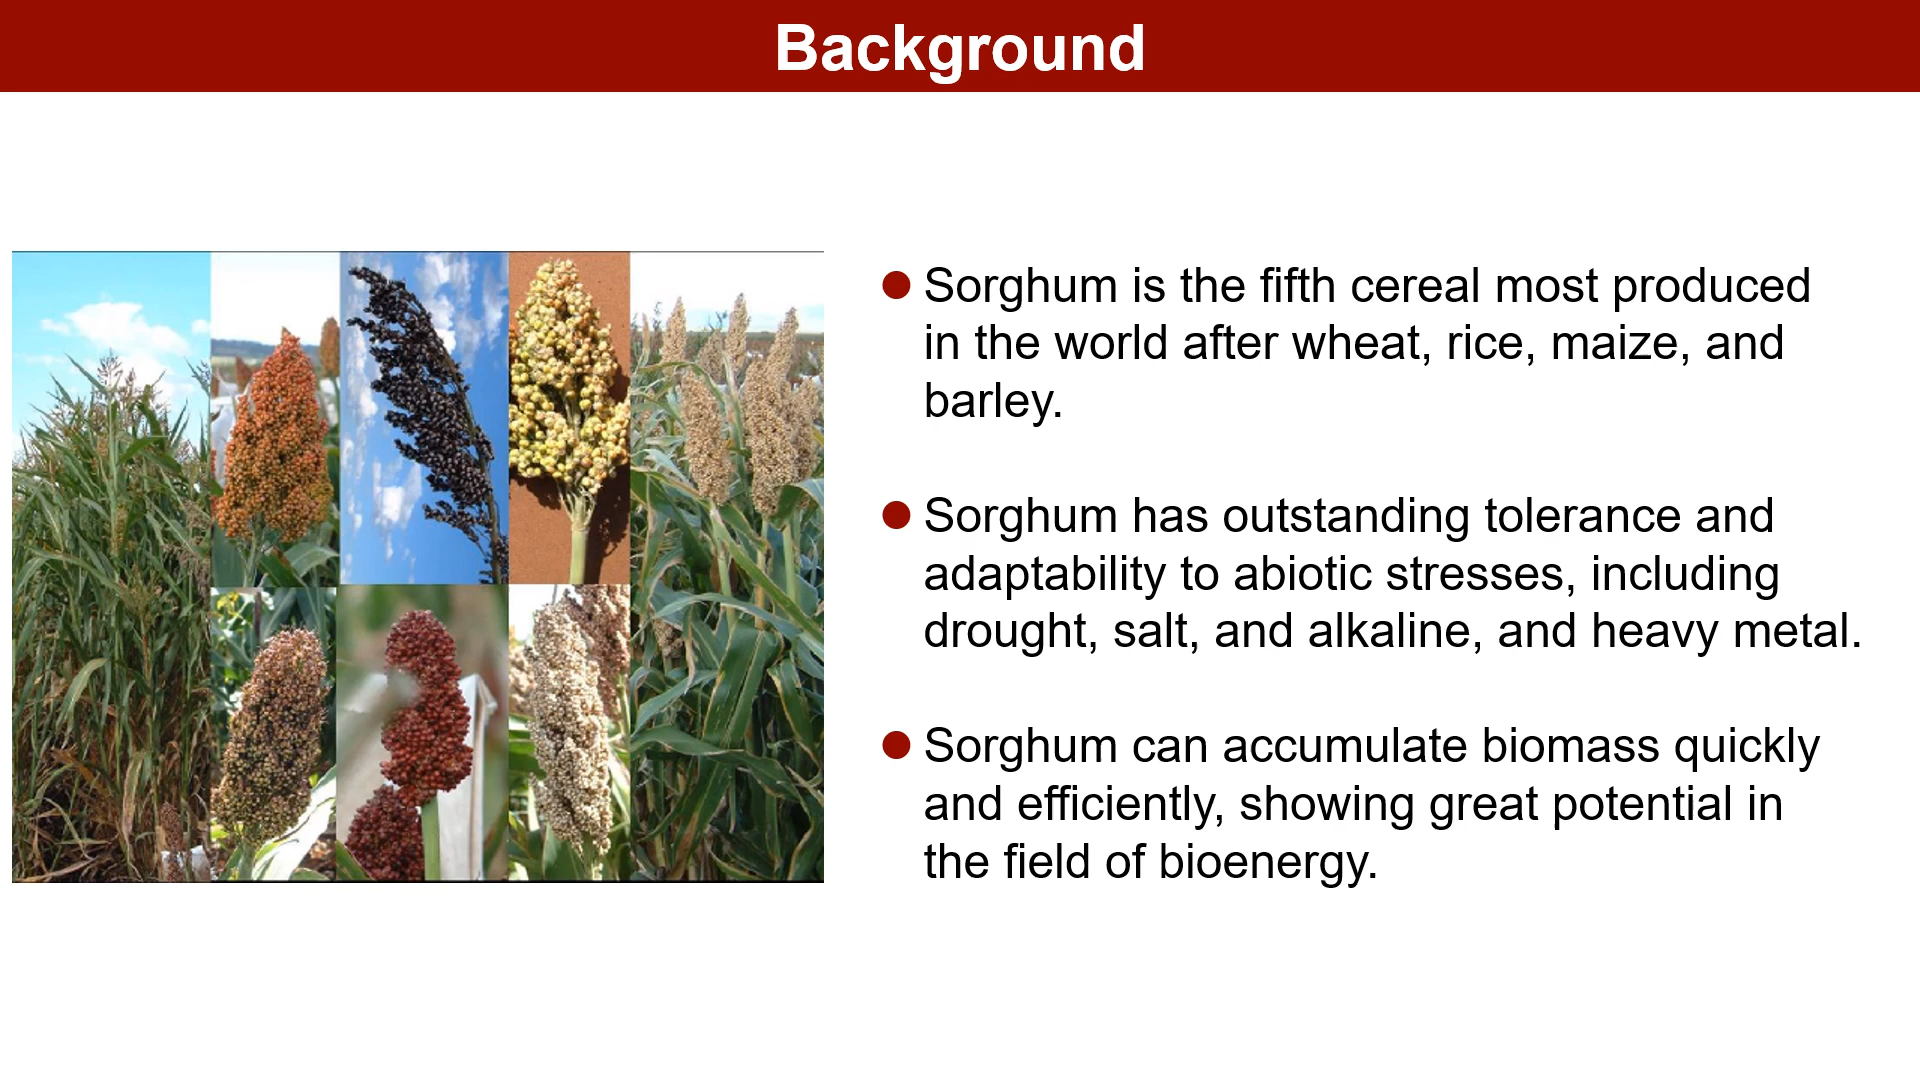 Background
Sorghum is the fifth cereal most produced
in the world after wheat, rice, maize, and
barley.
Sorghum has outstanding tolerance and
adaptability to abiotic stresses, including
drought, salt, and alkaline, and heavy metal.
Sorghum can accumulate biomass quickly
and efficiently, showing great potential in
the field of bioenergy.